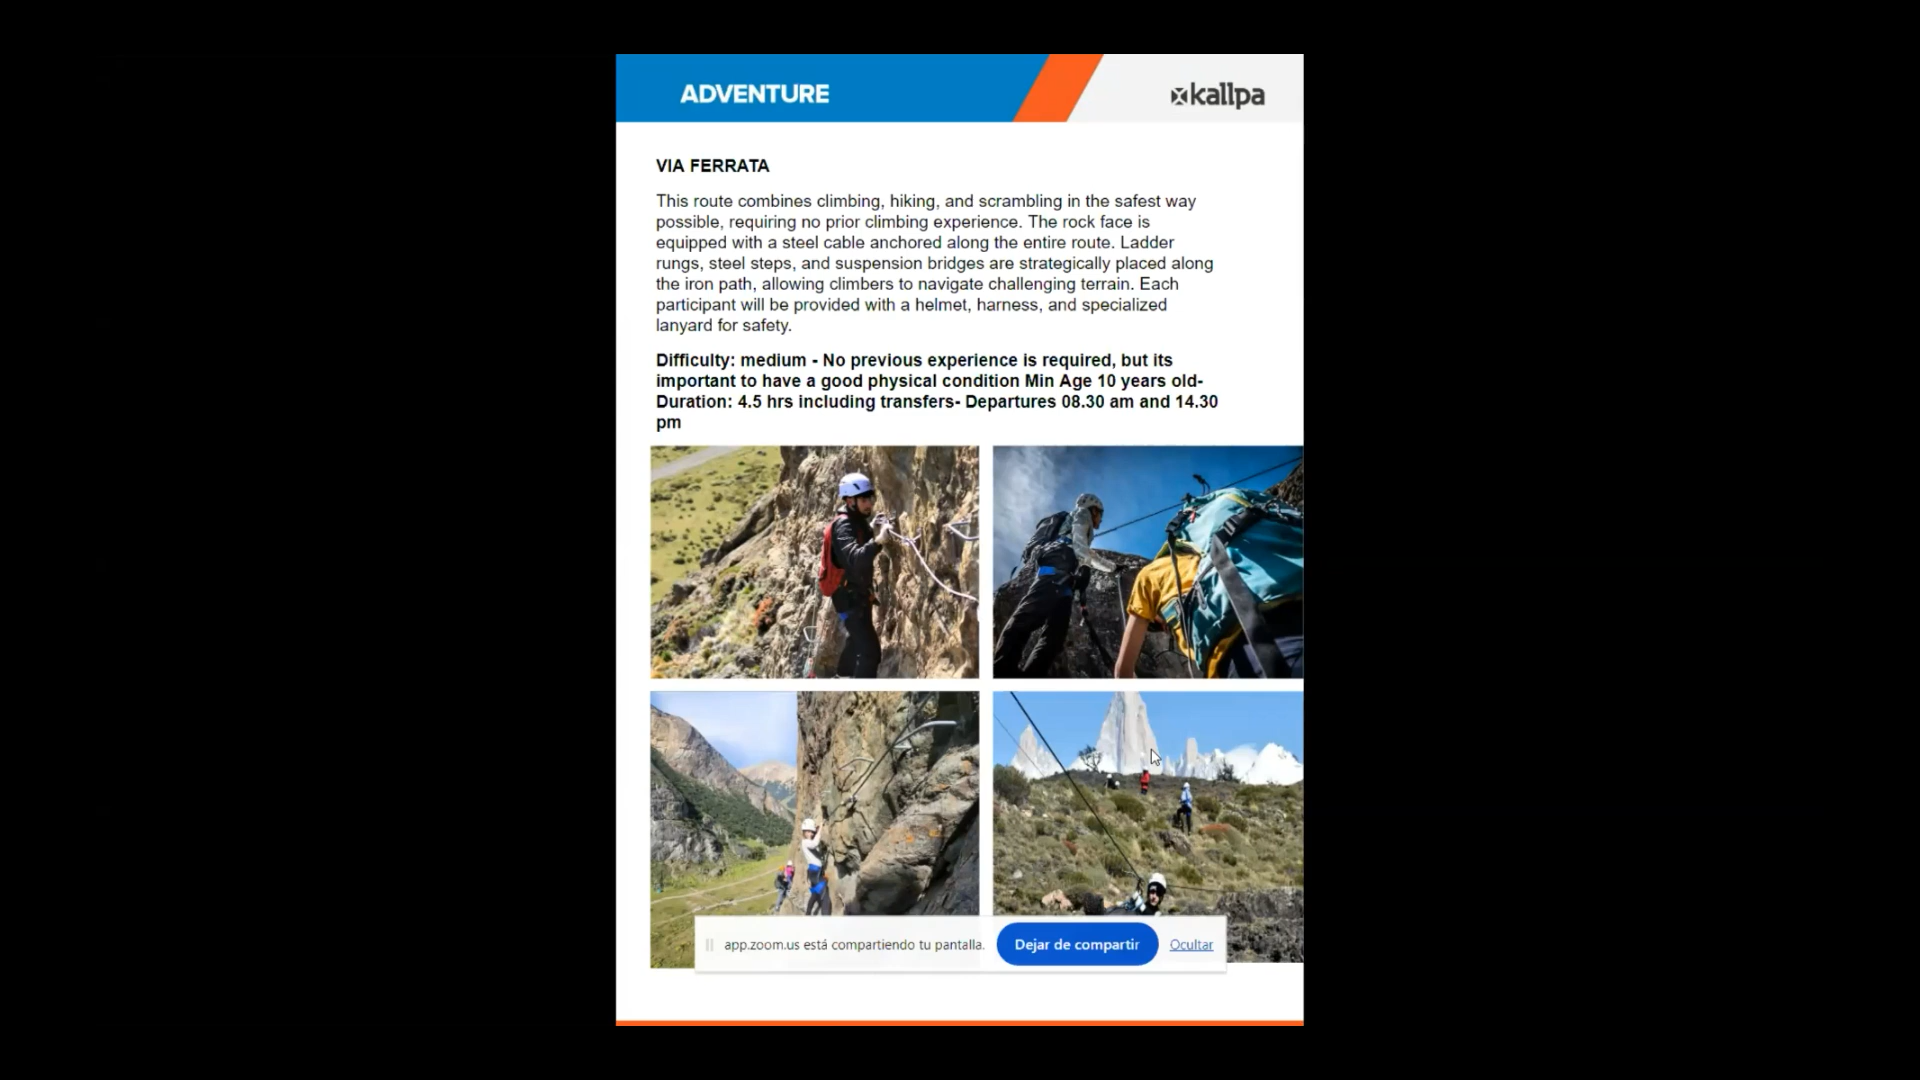 ADVENTURE
kallpa
VIA FERRATA
This route combines climbing, hiking, and scrambling in the safest way
possible, requiring no prior climbing experience. The rock face is
equipped with a steel cable anchored along the entire route. Ladder
rungs, steel steps, and suspension bridges are strategically placed along
the iron path, allowing climbers to navigate challenging terrain. Each
participant will be provided with a helmet, harness, and specialized
lanyard for safety.
Difficulty: medium - No previous experience is required, but its
important to have a good physical condition Min Age 10 years old-
Duration: 4.5 hrs including transfers- Departures 08.30 am and 14.30
pm
app.zoom.us está compartiendo tu pantalla.
Dejar de compartir
Ocultar